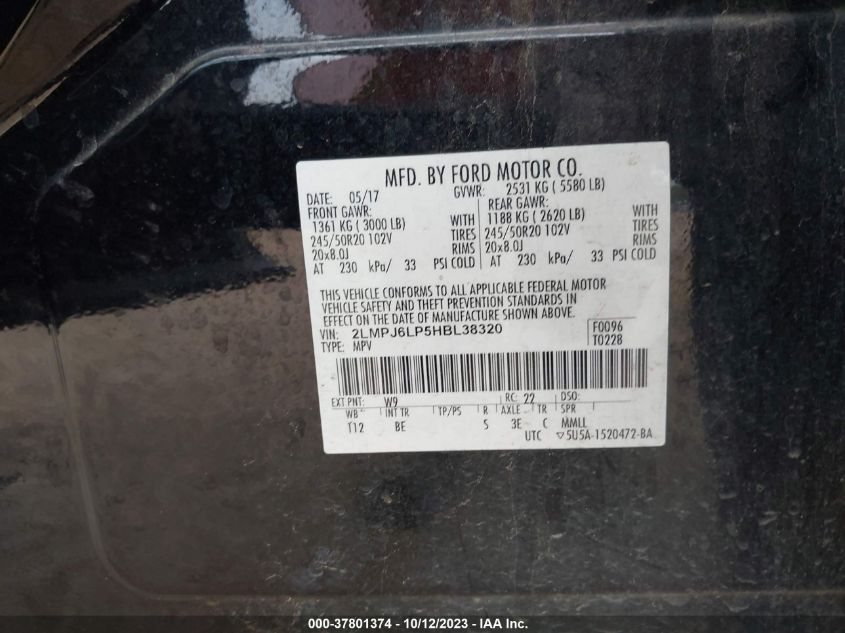 MFD. BY FORD MOTOR CO.
DATE: 05/17 GVWR: 2531 KG ( 5580 LB)
FRONT GAWR: REAR GAWR:
1361 KG ( 3000 LB) WITH 1188 KG ( 2620 LB) WITH
245/50R20 102V TIRES 245/50R20 102V TIRES
20x8.0J RIMS 20x8.0J RIMS
AT 230 kPa/ 33 PSI COLD AT 230 kPa/ 33 PSI COLD
THIS VEHICLE CONFORMS TO ALL APPLICABLE FEDERAL MOTOR
VEHICLE SAFETY AND THEFT PREVENTION STANDARDS IN
EFFECT ON THE DATE OF MANUFACTURE SHOWN ABOVE.
VIN: 2LMPJ6LP5HBL38320 F0096
TYPE: MPV T0228
EXT PNT: W9 RC: 22 DSO:
WB INT TR TP/PS R AXLE TR SPR
112 BE S 3E C MMLL
UTC ▽5U5A-1520472-BA
000-37801374 - 10/12/2023 - IAA Inc.